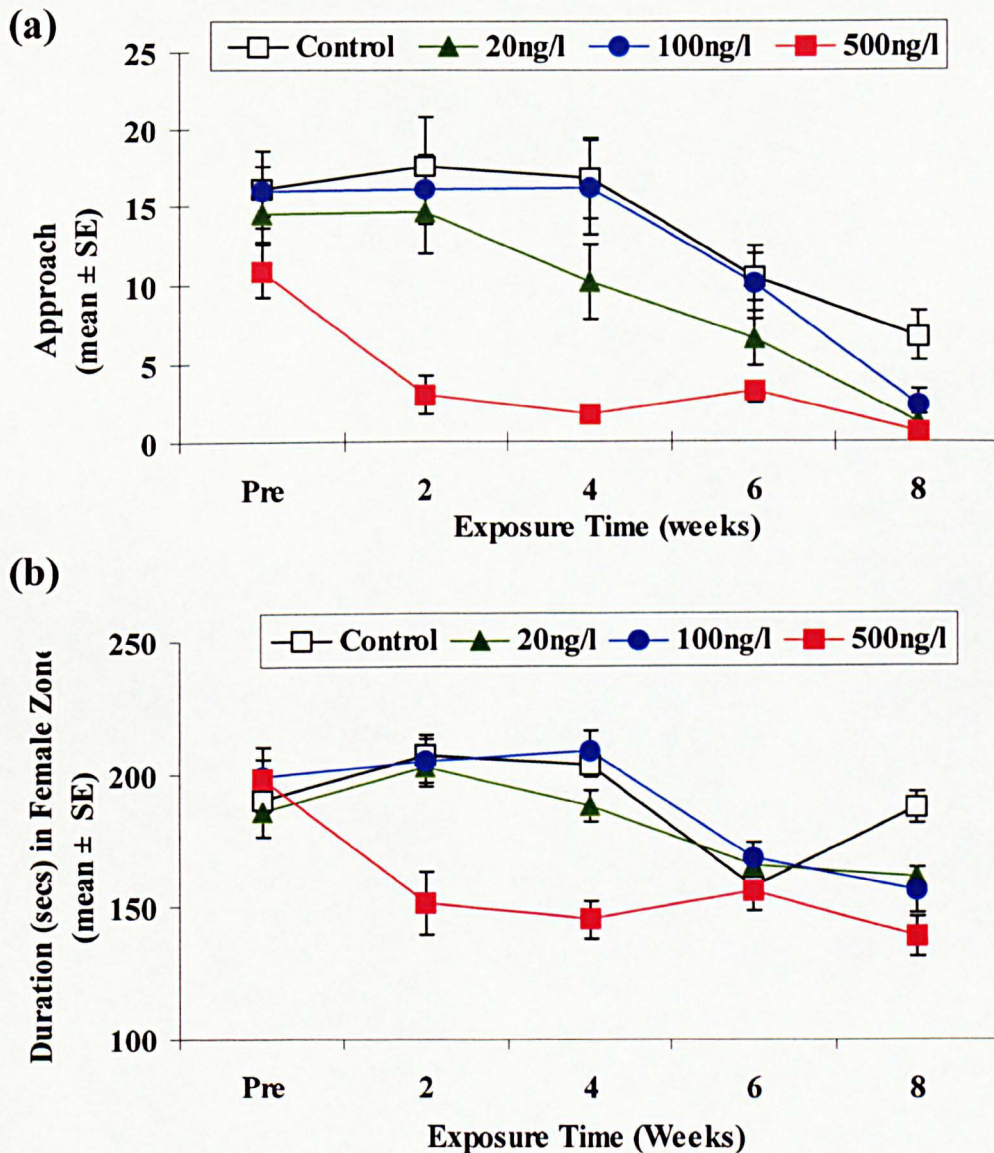 (a)
Control 20ng/l 100ng/l 500ng/l
25
20
15
10
5
0
Approach
(mean ± SE)
Pre 2 4 6 8
Exposure Time (weeks)
(b)
Control 20ng/l 100ng/l 500ng/l
250
200
150
100
Duration (secs) in Female Zone
(mean ± SE)
Pre 2 4 6 8
Exposure Time (Weeks)